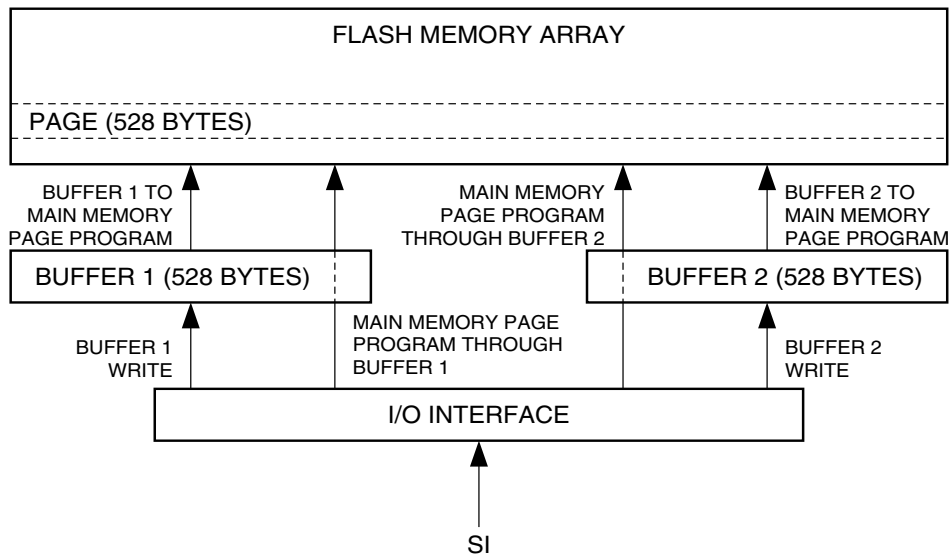 FLASH MEMORY ARRAY
PAGE (528 BYTES)
BUFFER 1 TO
MAIN MEMORY
PAGE PROGRAM
MAIN MEMORY
PAGE PROGRAM
THROUGH BUFFER 2
BUFFER 2 TO
MAIN MEMORY
PAGE PROGRAM
BUFFER 1 (528 BYTES)
BUFFER 2 (528 BYTES)
BUFFER 1
WRITE
MAIN MEMORY PAGE
PROGRAM THROUGH
BUFFER 1
BUFFER 2
WRITE
I/O INTERFACE
SI